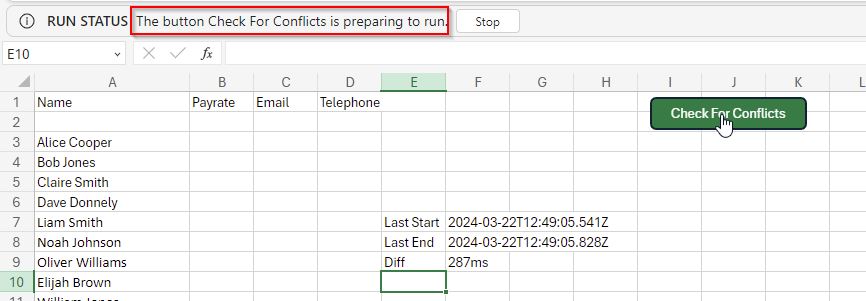 RUN STATUS The button Check For Conflicts is preparing to run. Stop
E10 fx
A B C D E F G H I J K L
1 Name Payrate Email Telephone Check For Conflicts
2
3 Alice Cooper
4 Bob Jones
5 Claire Smith
6 Dave Donnely
7 Liam Smith Last Start 2024-03-22T12:49:05.541Z
8 Noah Johnson Last End 2024-03-22T12:49:05.828Z
9 Oliver Williams Diff 287ms
10 Elijah Brown